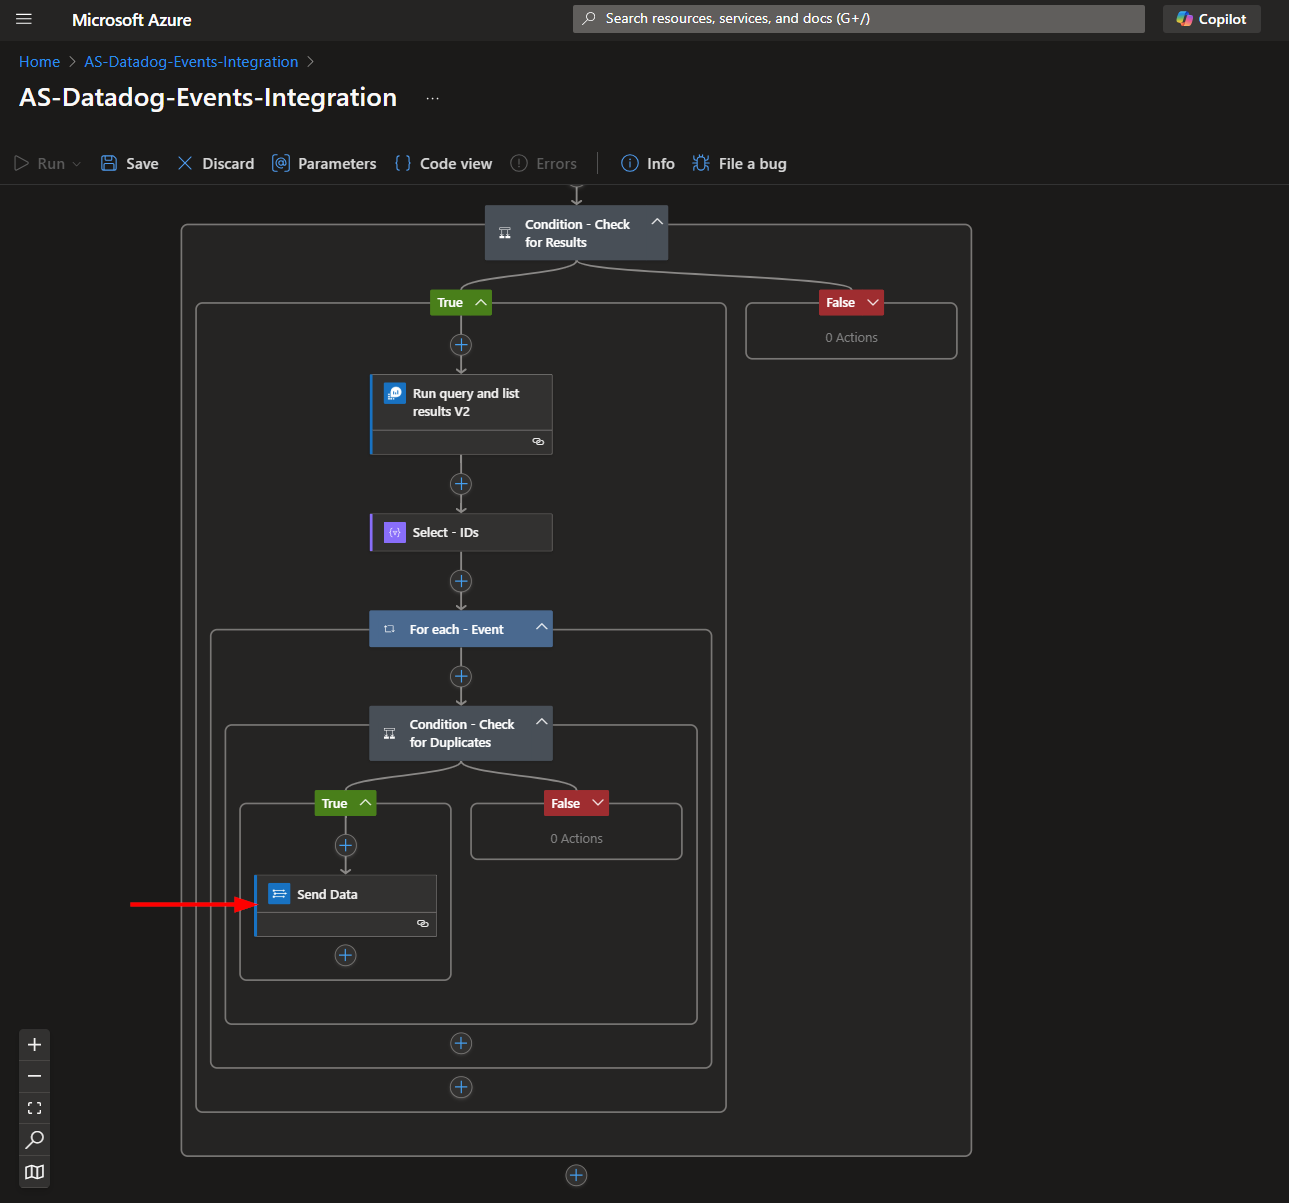 Microsoft Azure
Search resources, services, and docs (G+/)
Copilot
Home > AS-Datadog-Events-Integration >
AS-Datadog-Events-Integration ...
Run Save Discard Parameters Code view Errors Info File a bug
Condition - Check
for Results
True
False
0 Actions
Run query and list
results V2
Select - IDs
For each - Event
Condition - Check
for Duplicates
True
False
0 Actions
Send Data